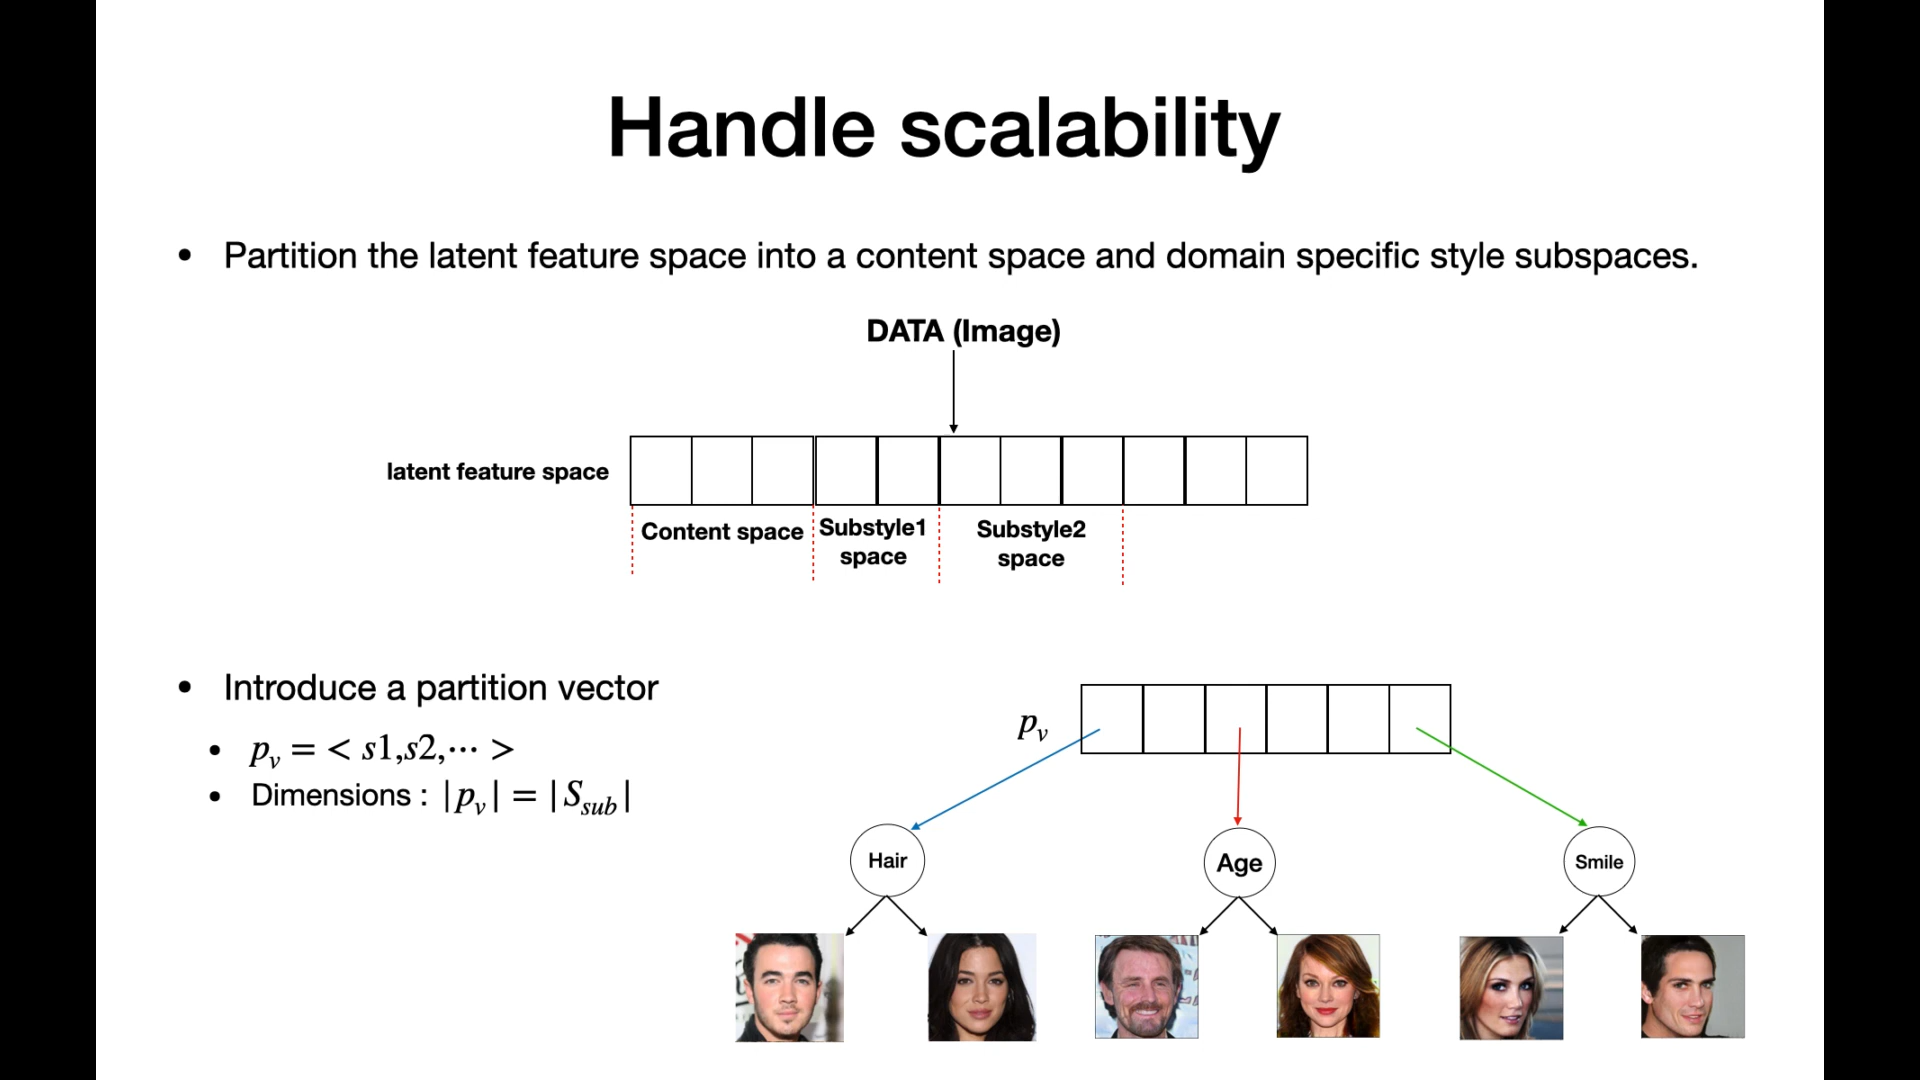 Handle scalability
• Partition the latent feature space into a content space and domain specific style subspaces.
DATA (Image)
latent feature space
Content space
Substyle1
space
Substyle2
space
• Introduce a partition vector
• p_v = < s1,s2,⋯ >
• Dimensions : |p_v| = |S_sub|
p_v
Hair
Age
Smile